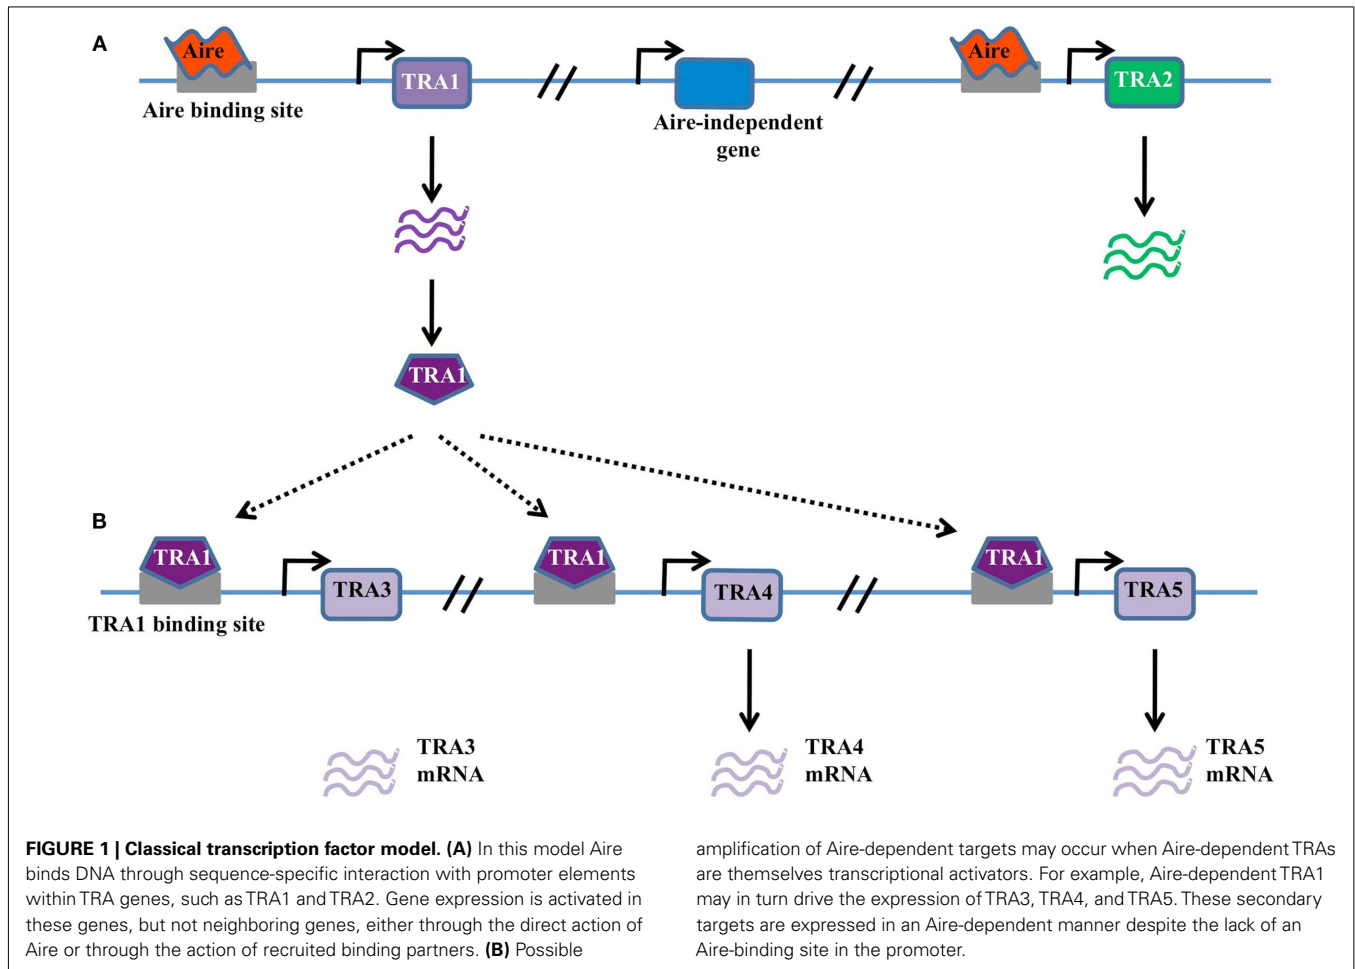 A
Aire
TRA1
Aire
TRA2
Aire binding site
Aire-independent
gene
TRA1
B
TRA1
TRA1
TRA1
TRA3
TRA4
TRA5
TRA1 binding site
TRA3
mRNA
TRA4
mRNA
TRA5
mRNA
FIGURE 1 | Classical transcription factor model. (A) In this model Aire
binds DNA through sequence-specific interaction with promoter elements
within TRA genes, such as TRA1 and TRA2. Gene expression is activated in
these genes, but not neighboring genes, either through the direct action of
Aire or through the action of recruited binding partners. (B) Possible
amplification of Aire-dependent targets may occur when Aire-dependent TRAs
are themselves transcriptional activators. For example, Aire-dependent TRA1
may in turn drive the expression of TRA3, TRA4, and TRA5. These secondary
targets are expressed in an Aire-dependent manner despite the lack of an
Aire-binding site in the promoter.